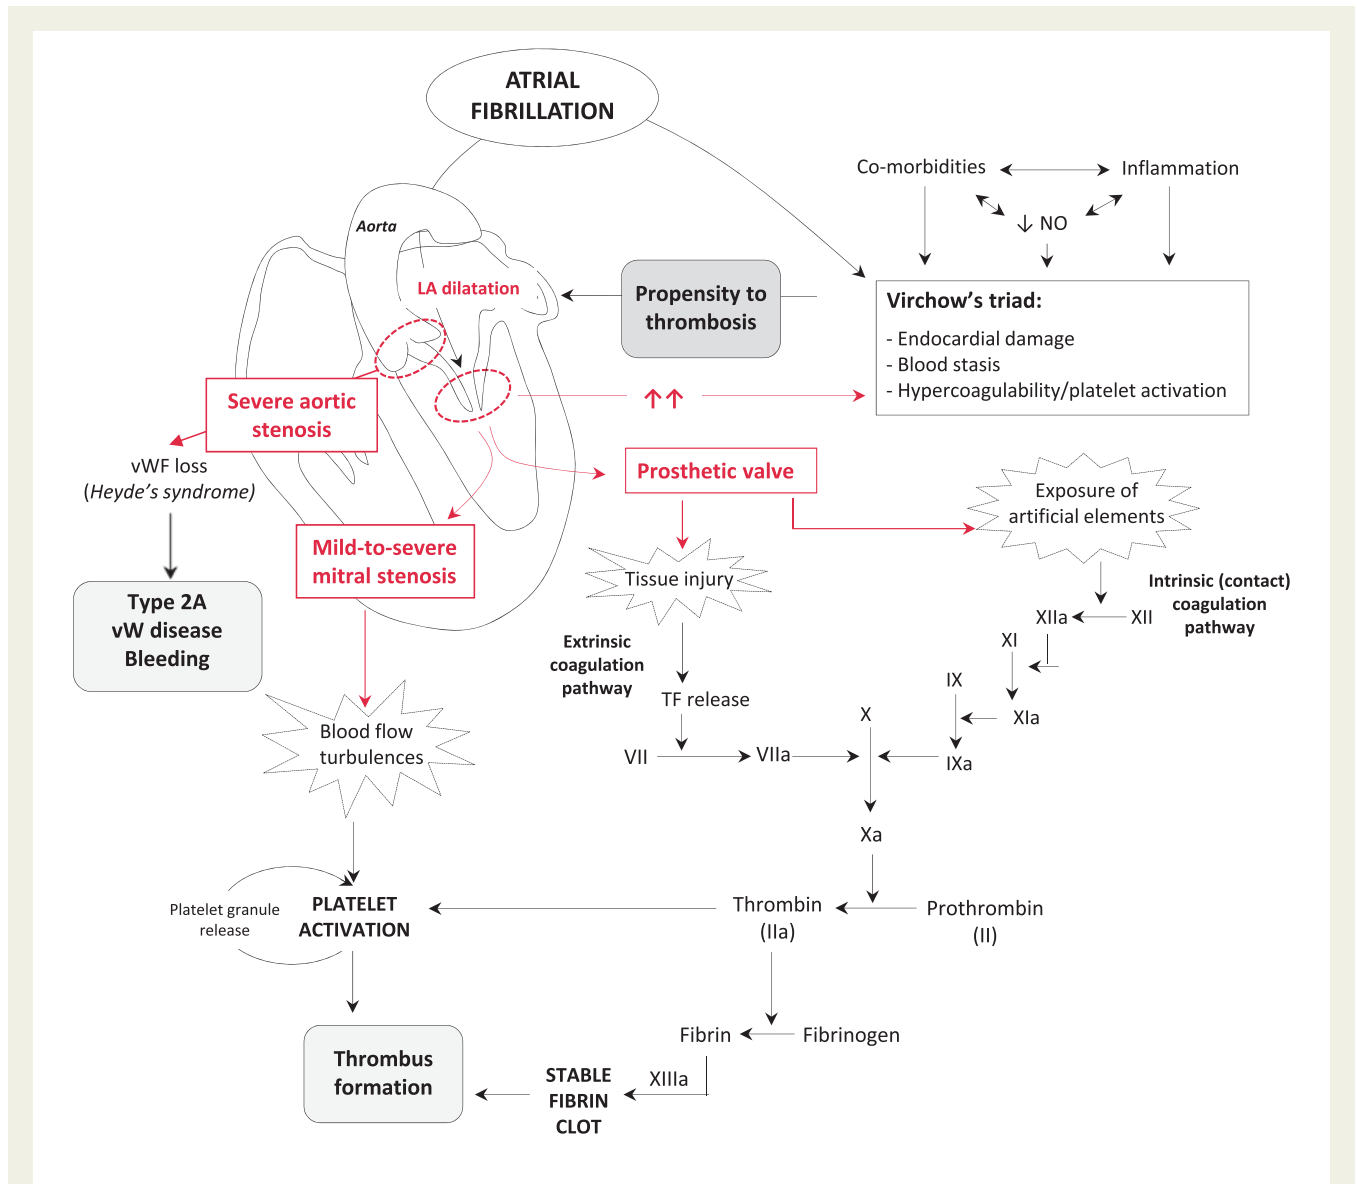 ATRIAL
FIBRILLATION
Co-morbidities
Inflammation
↓ NO
Aorta
LA dilatation
Propensity to
thrombosis
Virchow’s triad:
- Endocardial damage
- Blood stasis
- Hypercoagulability/platelet activation
↑↑
Severe aortic
stenosis
vWF loss
(Heyde’s syndrome)
Prosthetic valve
Exposure of
artificial elements
Mild-to-severe
mitral stenosis
Tissue injury
Type 2A
vW disease
Bleeding
Intrinsic (contact)
coagulation
pathway
XIIa
XII
Extrinsic
coagulation
pathway
XI
IX
XIa
TF release
X
Blood flow
turbulences
VII
VIIa
IXa
Xa
Platelet granule
release
PLATELET
ACTIVATION
Thrombin
(IIa)
Prothrombin
(II)
Fibrin
Fibrinogen
Thrombus
formation
STABLE
FIBRIN
CLOT
XIIIa